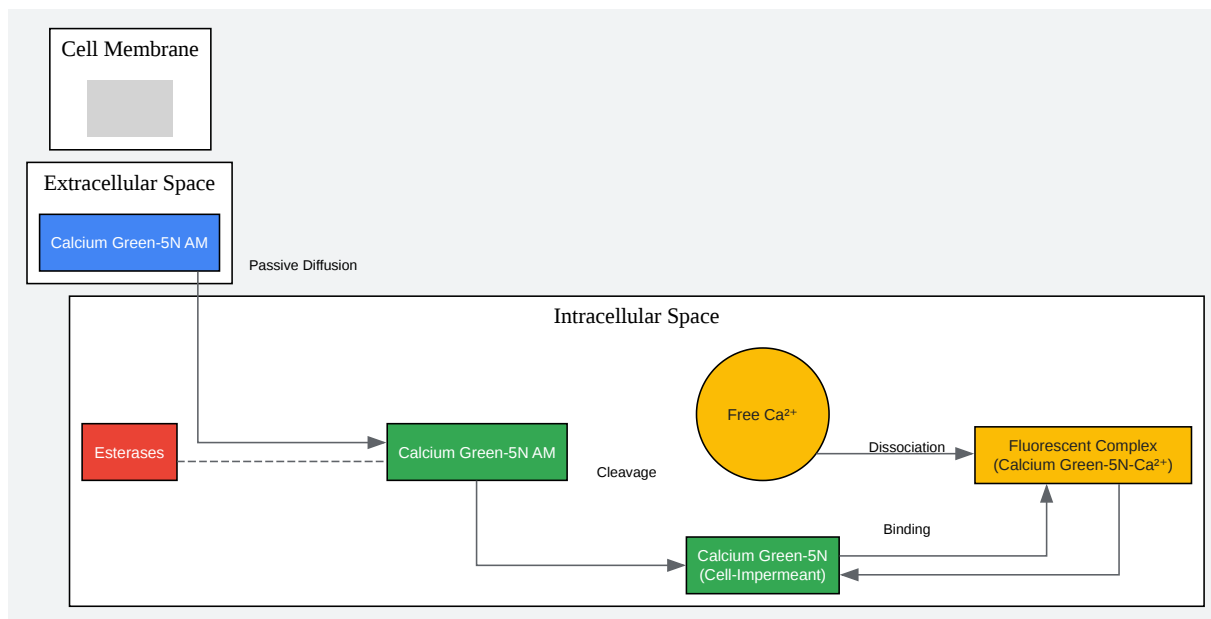 Cell Membrane
Extracellular Space
Calcium Green-5N AM
Passive Diffusion
Intracellular Space
Free Ca²⁺
Esterases
Calcium Green-5N AM
Cleavage
Dissociation
Fluorescent Complex
(Calcium Green-5N-Ca²⁺)
Binding
Calcium Green-5N
(Cell-Impermeant)